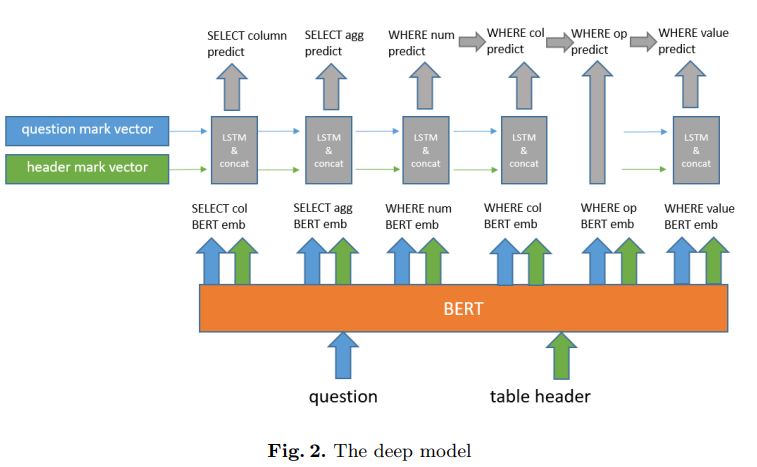 SELECT column
predict
SELECT agg
predict
WHERE num
predict
WHERE col
predict
WHERE op
predict
WHERE value
predict
question mark vector
header mark vector
LSTM
&
concat
LSTM
&
concat
LSTM
&
concat
LSTM
&
concat
LSTM
&
concat
SELECT col
BERT emb
SELECT agg
BERT emb
WHERE num
BERT emb
WHERE col
BERT emb
WHERE op
BERT emb
WHERE value
BERT emb
BERT
question
table header
Fig. 2. The deep model